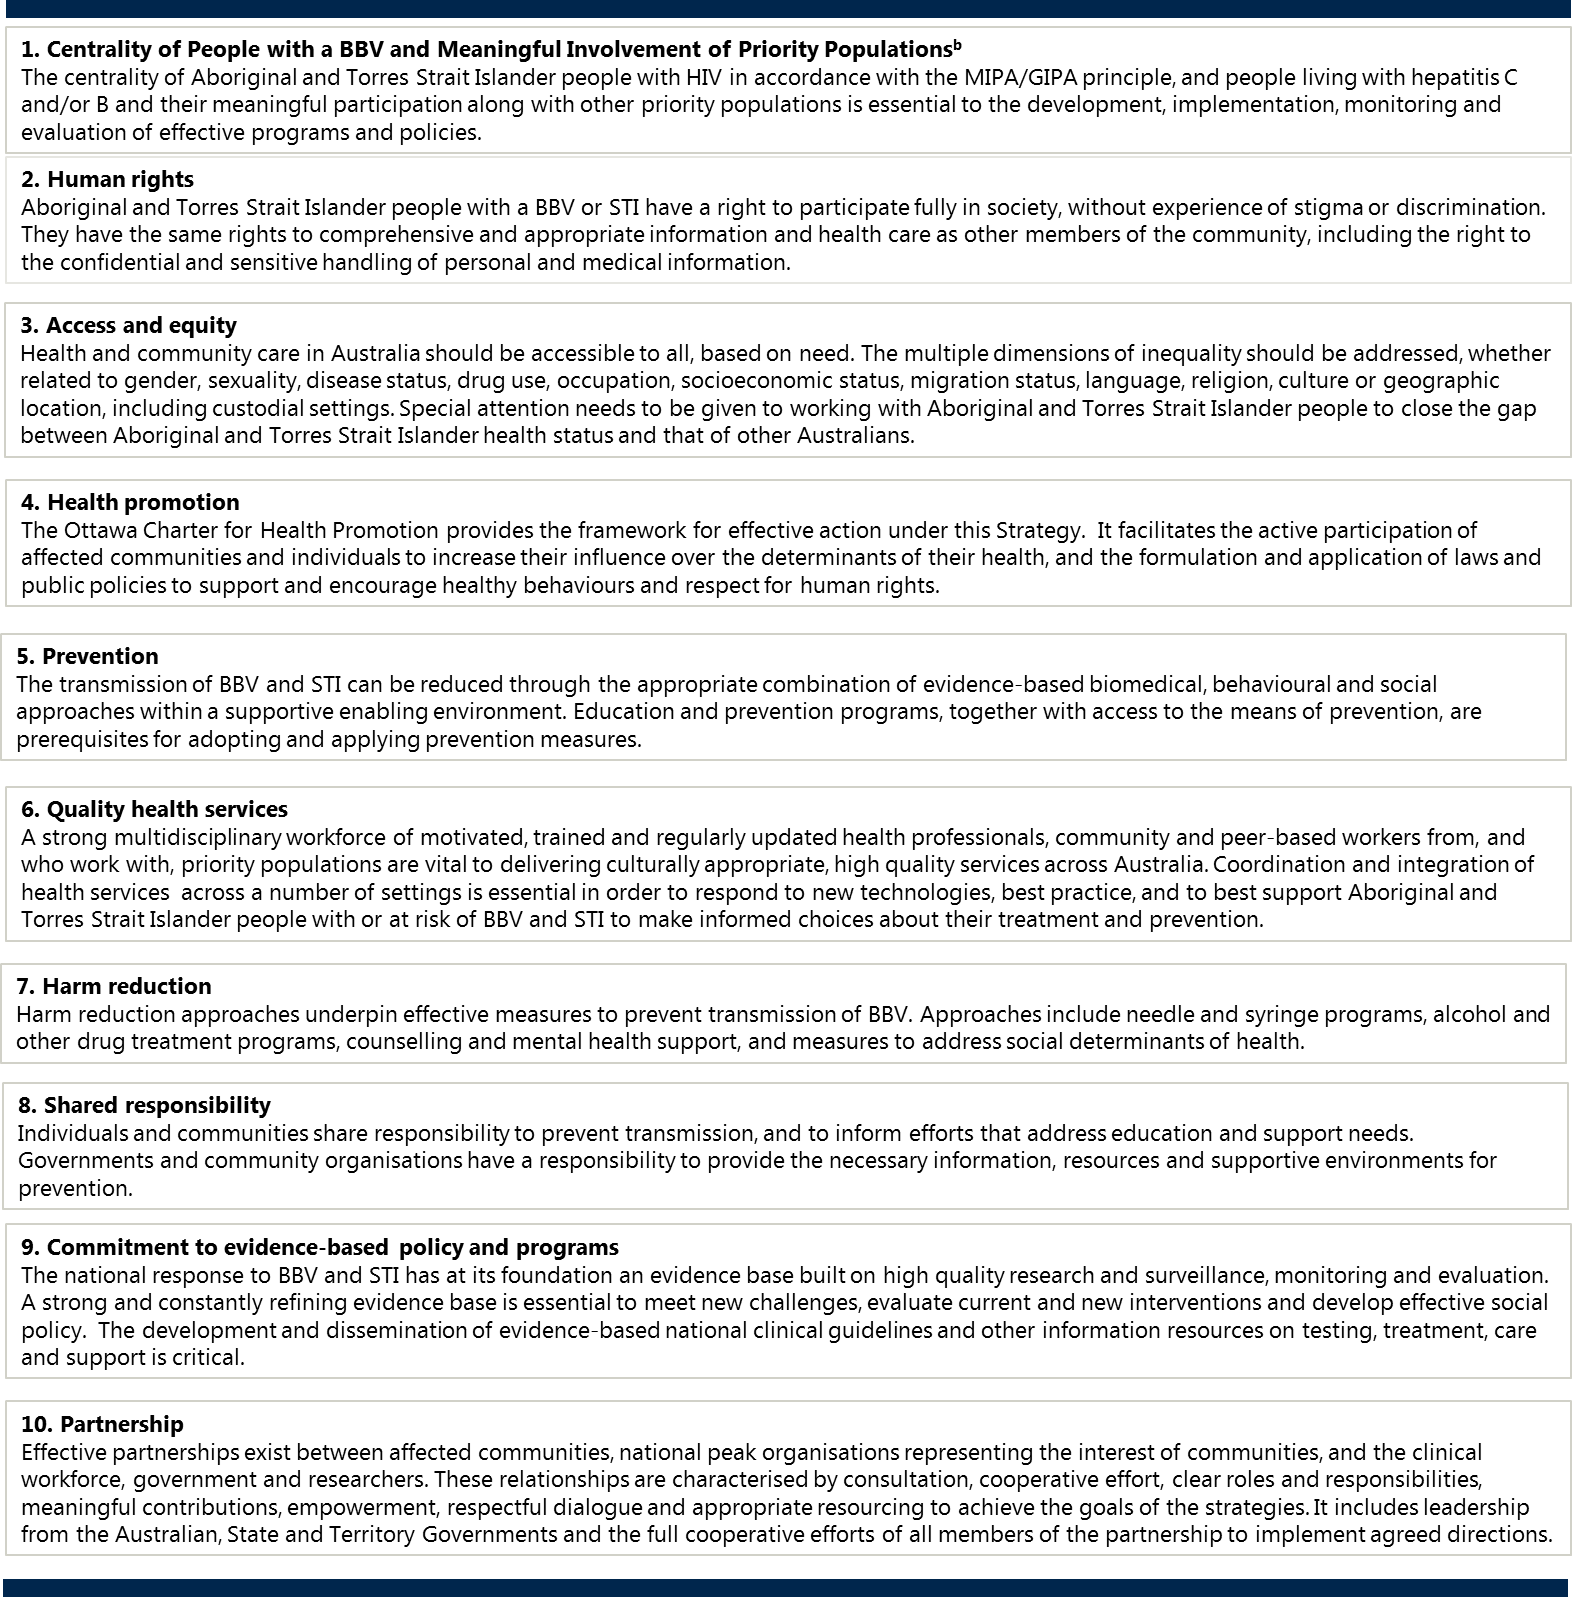 1. Centrality of People with a BBV and Meaningful Involvement of Priority Populationsᵇ
The centrality of Aboriginal and Torres Strait Islander people with HIV in accordance with the MIPA/GIPA principle, and people living with hepatitis C
and/or B and their meaningful participation along with other priority populations is essential to the development, implementation, monitoring and
evaluation of effective programs and policies.
2. Human rights
Aboriginal and Torres Strait Islander people with a BBV or STI have a right to participate fully in society, without experience of stigma or discrimination.
They have the same rights to comprehensive and appropriate information and health care as other members of the community, including the right to
the confidential and sensitive handling of personal and medical information.
3. Access and equity
Health and community care in Australia should be accessible to all, based on need. The multiple dimensions of inequality should be addressed, whether
related to gender, sexuality, disease status, drug use, occupation, socioeconomic status, migration status, language, religion, culture or geographic
location, including custodial settings. Special attention needs to be given to working with Aboriginal and Torres Strait Islander people to close the gap
between Aboriginal and Torres Strait Islander health status and that of other Australians.
4. Health promotion
The Ottawa Charter for Health Promotion provides the framework for effective action under this Strategy. It facilitates the active participation of
affected communities and individuals to increase their influence over the determinants of their health, and the formulation and application of laws and
public policies to support and encourage healthy behaviours and respect for human rights.
5. Prevention
The transmission of BBV and STI can be reduced through the appropriate combination of evidence-based biomedical, behavioural and social
approaches within a supportive enabling environment. Education and prevention programs, together with access to the means of prevention, are
prerequisites for adopting and applying prevention measures.
6. Quality health services
A strong multidisciplinary workforce of motivated, trained and regularly updated health professionals, community and peer-based workers from, and
who work with, priority populations are vital to delivering culturally appropriate, high quality services across Australia. Coordination and integration of
health services across a number of settings is essential in order to respond to new technologies, best practice, and to best support Aboriginal and
Torres Strait Islander people with or at risk of BBV and STI to make informed choices about their treatment and prevention.
7. Harm reduction
Harm reduction approaches underpin effective measures to prevent transmission of BBV. Approaches include needle and syringe programs, alcohol and
other drug treatment programs, counselling and mental health support, and measures to address social determinants of health.
8. Shared responsibility
Individuals and communities share responsibility to prevent transmission, and to inform efforts that address education and support needs.
Governments and community organisations have a responsibility to provide the necessary information, resources and supportive environments for
prevention.
9. Commitment to evidence-based policy and programs
The national response to BBV and STI has at its foundation an evidence base built on high quality research and surveillance, monitoring and evaluation.
A strong and constantly refining evidence base is essential to meet new challenges, evaluate current and new interventions and develop effective social
policy. The development and dissemination of evidence-based national clinical guidelines and other information resources on testing, treatment, care
and support is critical.
10. Partnership
Effective partnerships exist between affected communities, national peak organisations representing the interest of communities, and the clinical
workforce, government and researchers. These relationships are characterised by consultation, cooperative effort, clear roles and responsibilities,
meaningful contributions, empowerment, respectful dialogue and appropriate resourcing to achieve the goals of the strategies. It includes leadership
from the Australian, State and Territory Governments and the full cooperative efforts of all members of the partnership to implement agreed directions.